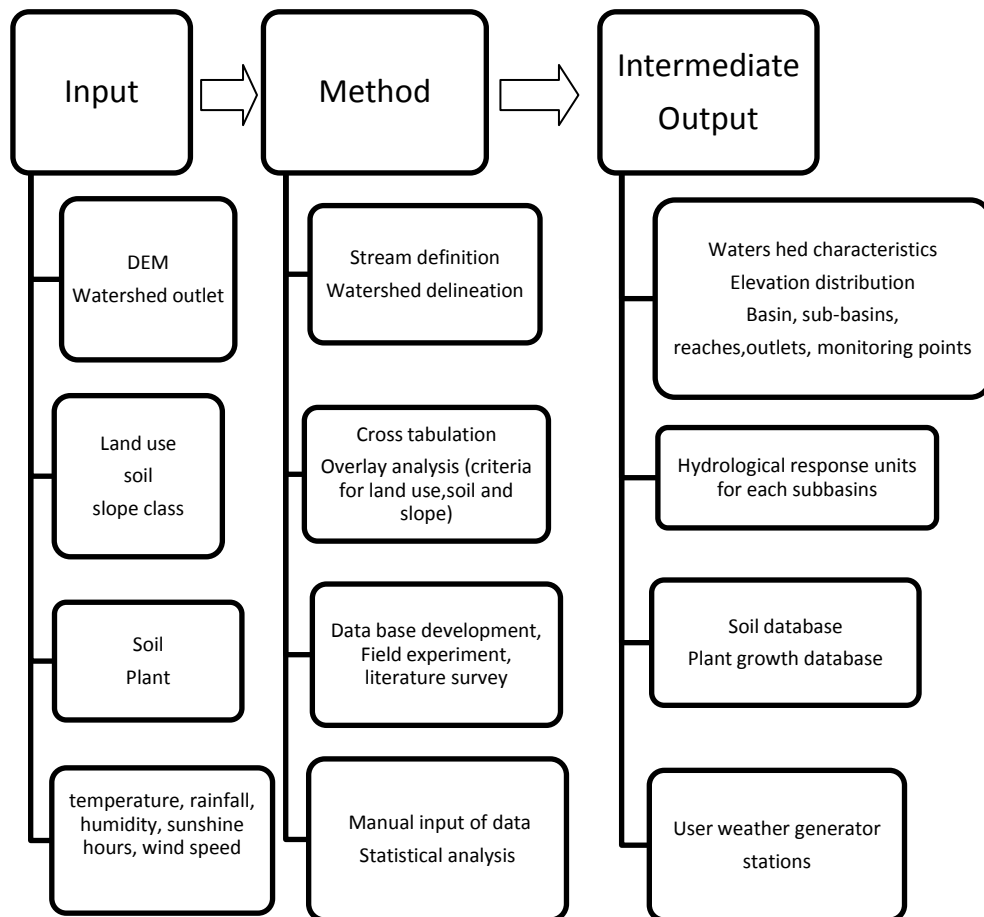 Input
DEM
Watershed outlet
Land use
soil
slope class
Soil
Plant
temperature, rainfall,
humidity, sunshine
hours, wind speed
Method
Stream definition
Watershed delineation
Cross tabulation
Overlay analysis (criteria
for land use,soil and
slope)
Data base development,
Field experiment,
literature survey
Manual input of data
Statistical analysis
Intermediate
Output
Waters hed characteristics
Elevation distribution
Basin, sub-basins,
reaches,outlets, monitoring points
Hydrological response units
for each subbasins
Soil database
Plant growth database
User weather generator
stations